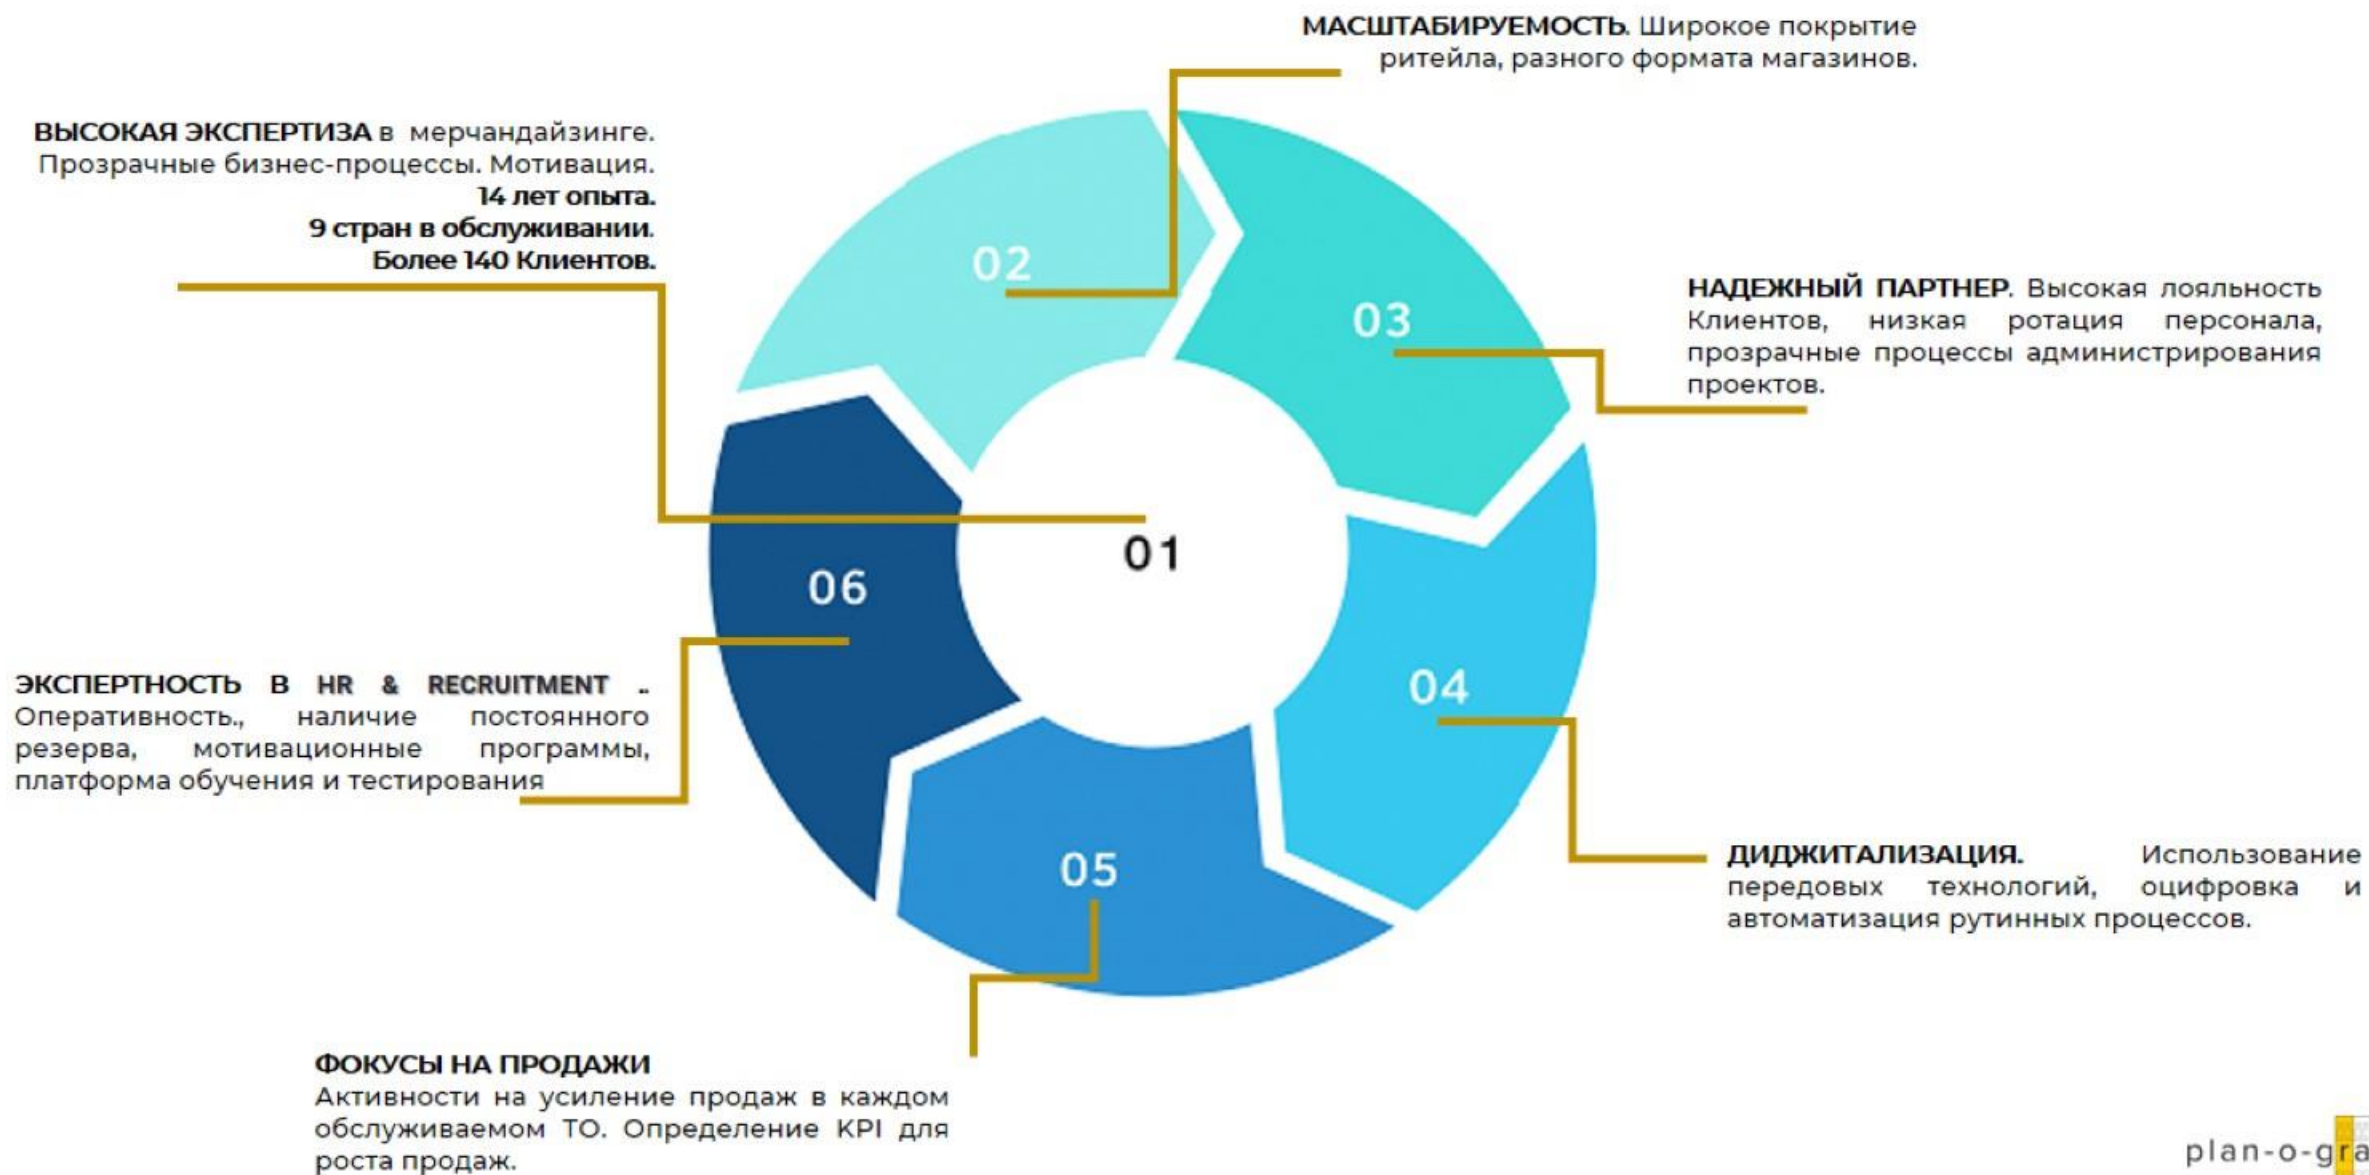 МАСШТАБИРУЕМОСТЬ. Широкое покрытие
ритейла, разного формата магазинов.
ВЫСОКАЯ ЭКСПЕРТИЗА в мерчандайзинге.
Прозрачные бизнес-процессы. Мотивация.
14 лет опыта.
9 стран в обслуживании.
Более 140 Клиентов.
02
03
НАДЕЖНЫЙ ПАРТНЕР. Высокая лояльность
Клиентов, низкая ротация персонала,
прозрачные процессы администрирования
проектов.
01
06
04
ЭКСПЕРТНОСТЬ В HR & RECRUITMENT ..
Оперативность., наличие постоянного
резерва, мотивационные программы,
платформа обучения и тестирования
05
ДИДЖИТАЛИЗАЦИЯ. Использование
передовых технологий, оцифровка и
автоматизация рутинных процессов.
ФОКУСЫ НА ПРОДАЖИ
Активности на усиление продаж в каждом
обслуживаемом ТО. Определение KPI для
роста продаж.
plan-o-gra